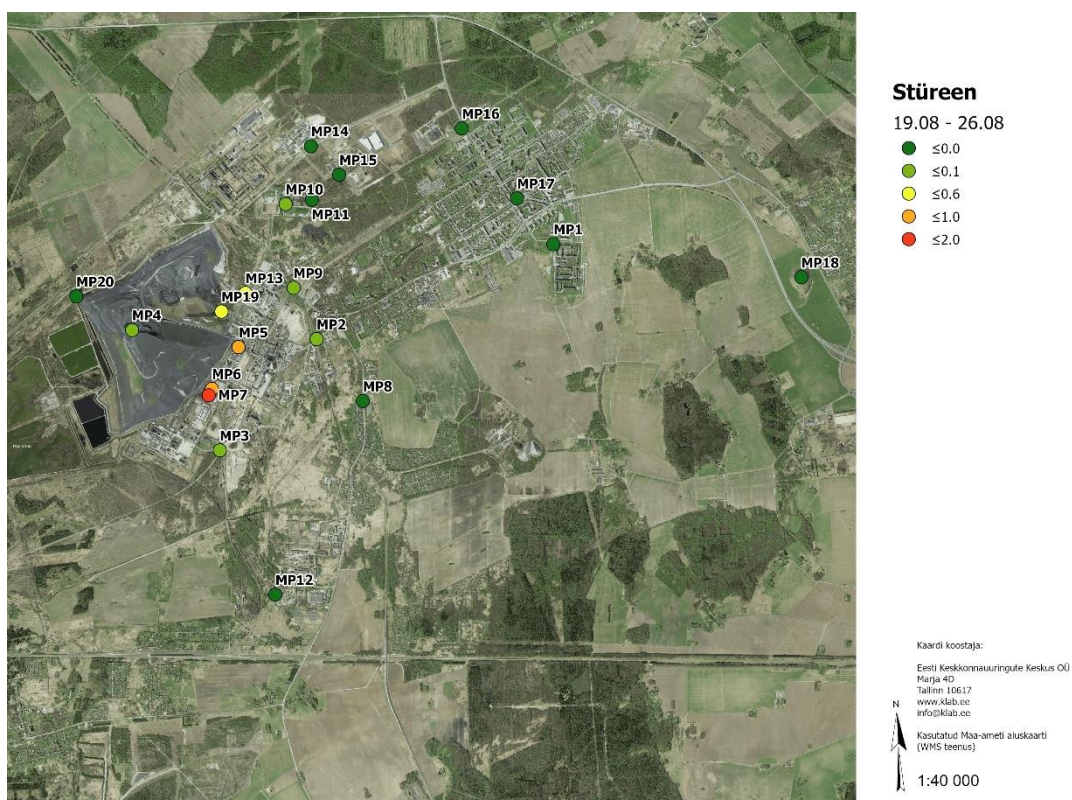 MP16
MP14
MP15
MP10
MP11
MP17
MP1
MP18
MP13
MP9
MP20
MP19
MP4
MP5
MP2
MP6
MP7
MP8
MP3
MP12
Stüreen
19.08 - 26.08
≤0.0
≤0.1
≤0.6
≤1.0
≤2.0
Kaardi koostaja:
Eesti Keskkonnauuringute Keskus OÜ
Marja 4D
Tallinn 10617
www.klab.ee
info@klab.ee
N
Kasutatud Maa-ameti aluskaarti
(WMS teenus)
1:40 000